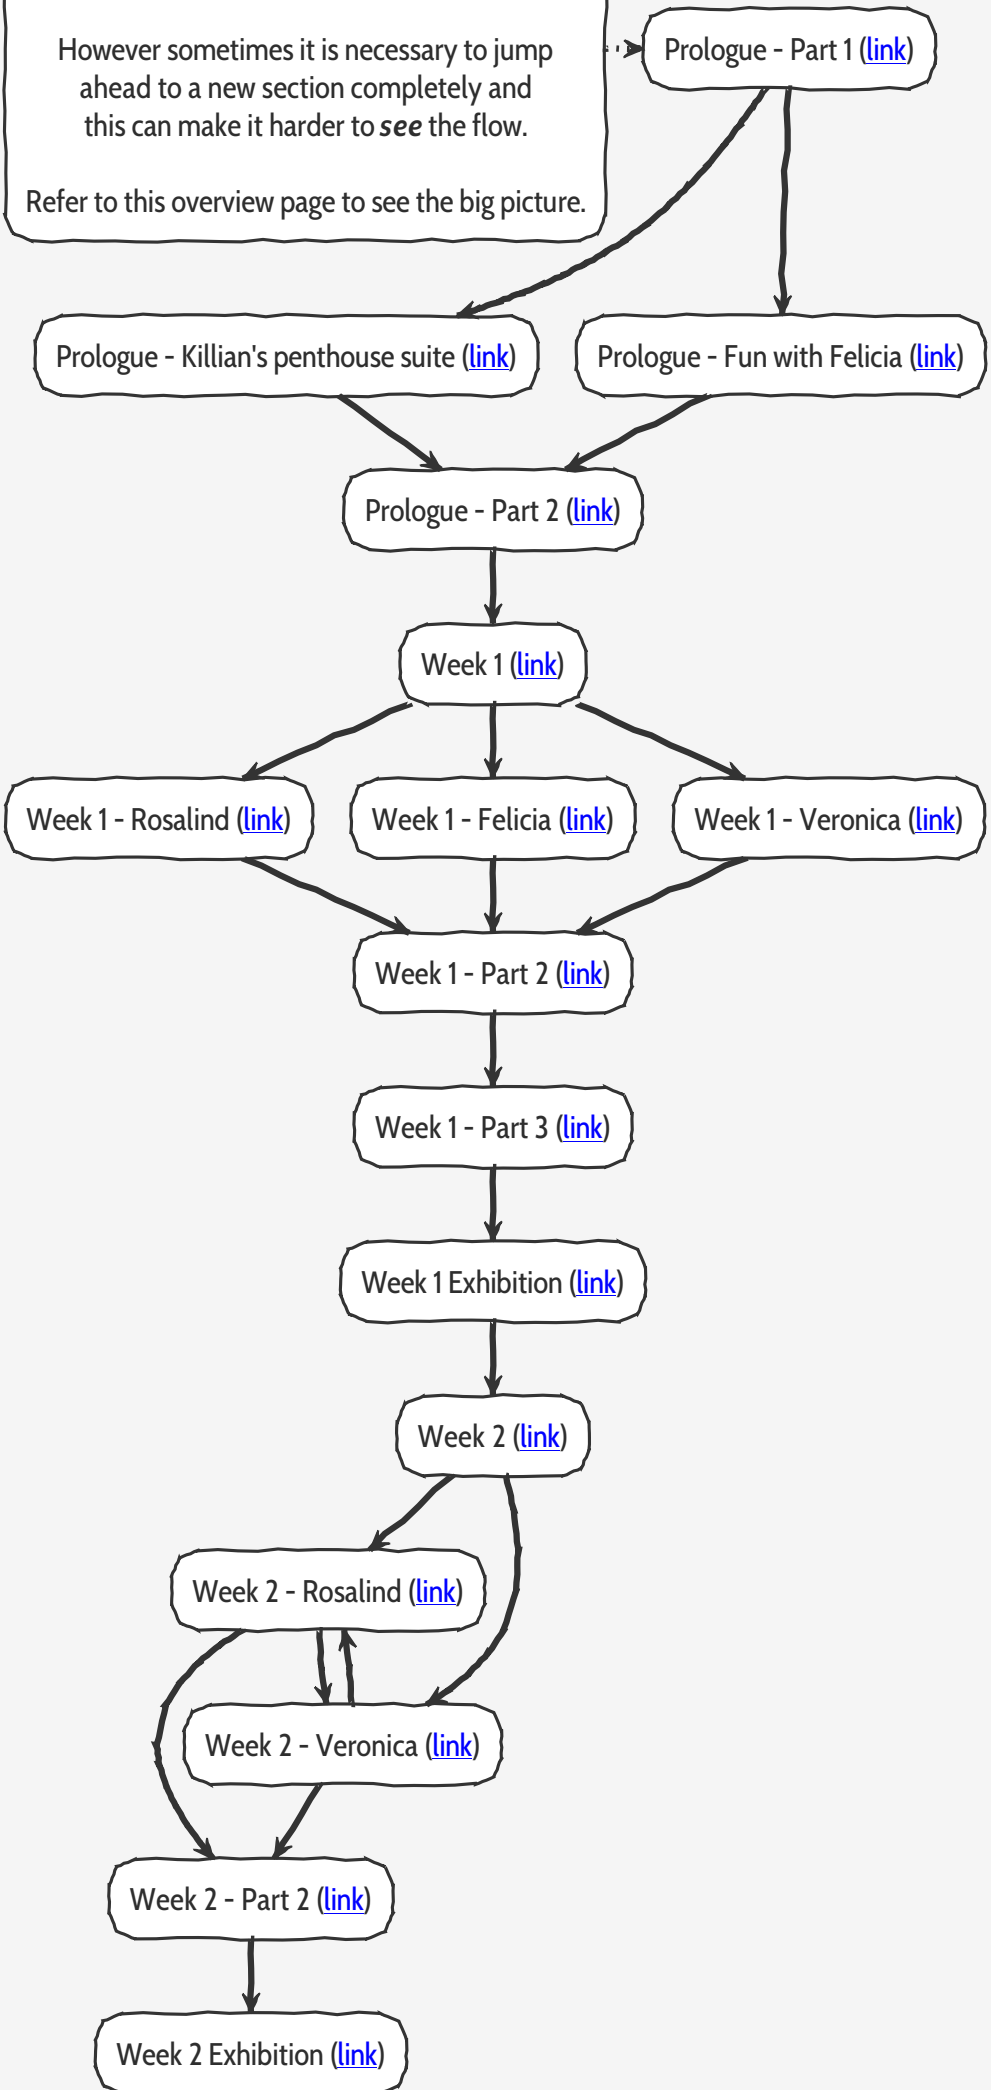 However sometimes it is necessary to jump
ahead to a new section completely and
this can make it harder to see the flow.
Refer to this overview page to see the big picture.
Prologue - Part 1 (link)
Prologue - Killian's penthouse suite (link)
Prologue - Fun with Felicia (link)
Prologue - Part 2 (link)
Week 1 (link)
Week 1 - Rosalind (link)
Week 1 - Felicia (link)
Week 1 - Veronica (link)
Week 1 - Part 2 (link)
Week 1 - Part 3 (link)
Week 1 Exhibition (link)
Week 2 (link)
Week 2 - Rosalind (link)
Week 2 - Veronica (link)
Week 2 - Part 2 (link)
Week 2 Exhibition (link)